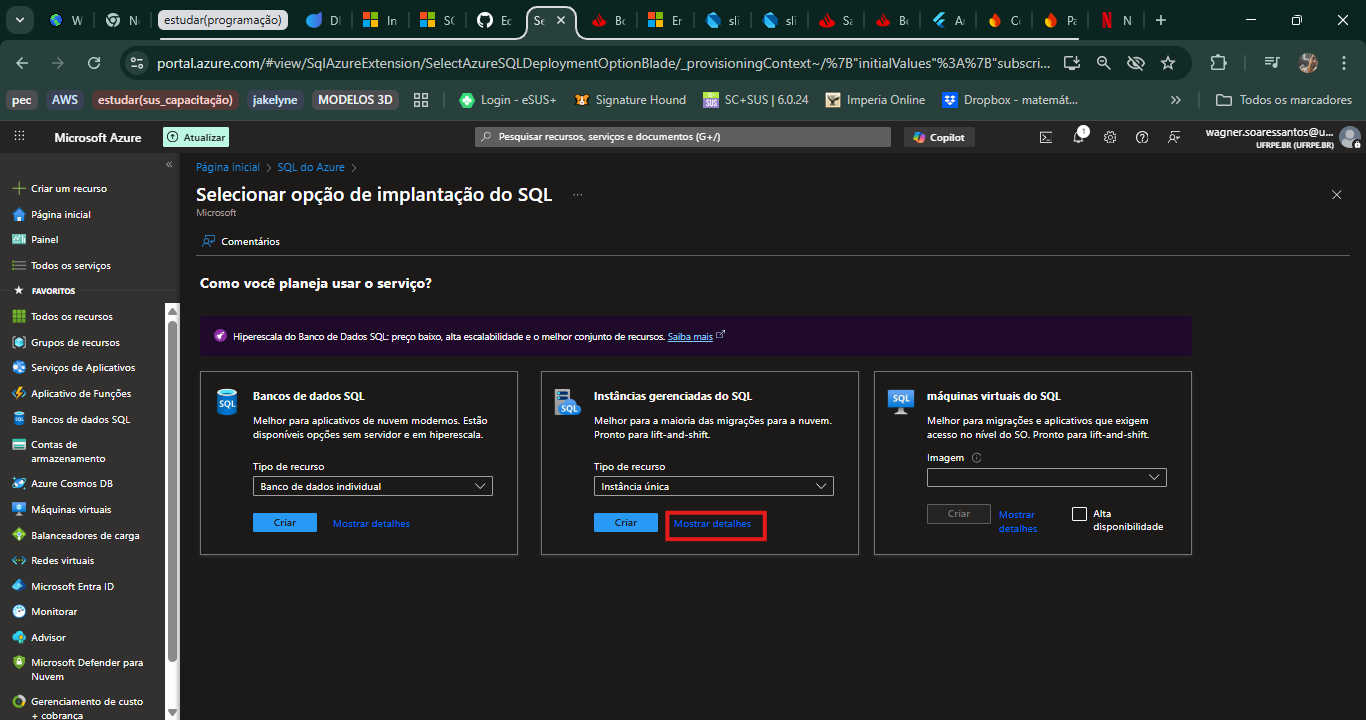 W
N
estudar(programação)
DI
In
SC
Ec
Se
Bc
Er
sli
sli
Sa
Bc
A
Co
Pa
N
portal.azure.com/#view/SqlAzureExtension/SelectAzureSQLDeploymentOptionBlade/_provisioningContext~/%7B"initialValues"%3A%7B"subscri...
pec
AWS
estudar(sus_capacitação)
jakelyne
MODELOS 3D
Login - eSUS+
Signature Hound
SC+SUS | 6.0.24
Imperia Online
Dropbox - matemát...
Todos os marcadores
Microsoft Azure
Atualizar
Pesquisar recursos, serviços e documentos (G+/)
Copilot
1
wagner.soaressantos@u...
UFRPE.BR (UFRPE.BR)
Criar um recurso
Página inicial
Painel
Todos os serviços
FAVORITOS
Todos os recursos
Grupos de recursos
Serviços de Aplicativos
Aplicativo de Funções
Bancos de dados SQL
Contas de
armazenamento
Azure Cosmos DB
Máquinas virtuais
Balanceadores de carga
Redes virtuais
Microsoft Entra ID
Monitorar
Advisor
Microsoft Defender para
Nuvem
Gerenciamento de custo
+ cobrança
Página inicial > SQL do Azure >
Selecionar opção de implantação do SQL ...
Microsoft
Comentários
Como você planeja usar o serviço?
Hiperescala do Banco de Dados SQL: preço baixo, alta escalabilidade e o melhor conjunto de recursos. Saiba mais
SQL
Bancos de dados SQL
Melhor para aplicativos de nuvem modernos. Estão
disponíveis opções sem servidor e em hiperescala.
Tipo de recurso
Banco de dados individual
Criar
Mostrar detalhes
SQL
Instâncias gerenciadas do SQL
Melhor para a maioria das migrações para a nuvem.
Pronto para lift-and-shift.
Tipo de recurso
Instância única
Criar
Mostrar detalhes
SQL
máquinas virtuais do SQL
Melhor para migrações e aplicativos que exigem
acesso no nível do SO. Pronto para lift-and-shift.
Imagem
Criar
Mostrar
detalhes
Alta
disponibilidade